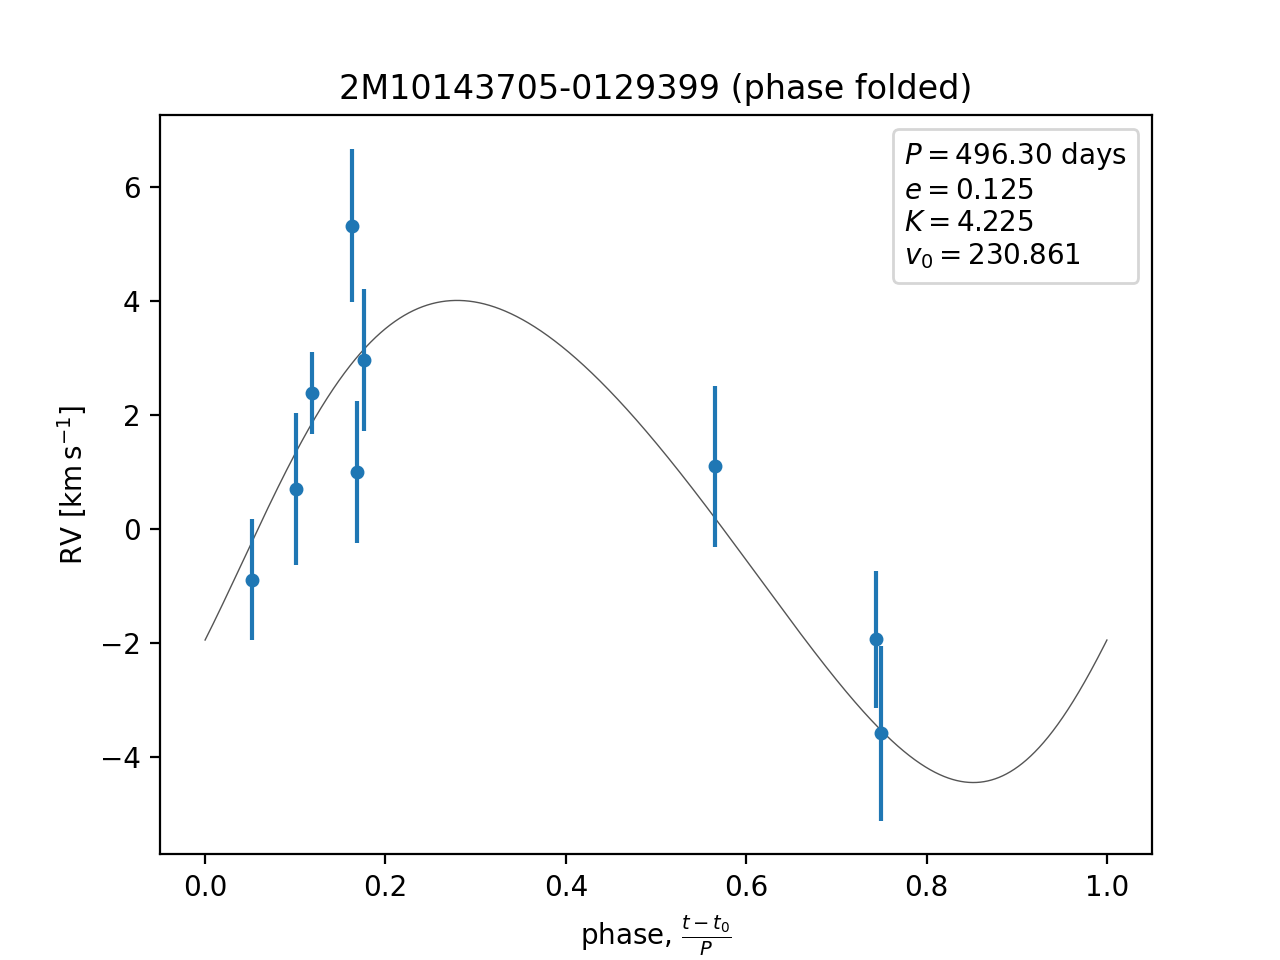 2M10143705-0129399 (phase folded)
P = 496.30 days
e = 0.125
K = 4.225
v₀ = 230.861
RV [km s⁻¹]
6
4
2
0
−2
−4
0.0 0.2 0.4 0.6 0.8 1.0
phase, (t − t₀)/P